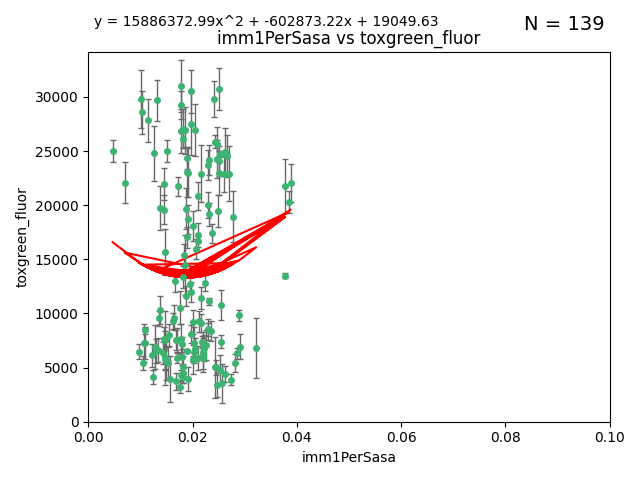 y = 15886372.99x^2 + -602873.22x + 19049.63
N = 139
imm1PerSasa vs toxgreen_fluor
30000
25000
20000
15000
10000
5000
0
toxgreen_fluor
0.00 0.02 0.04 0.06 0.08 0.10
imm1PerSasa